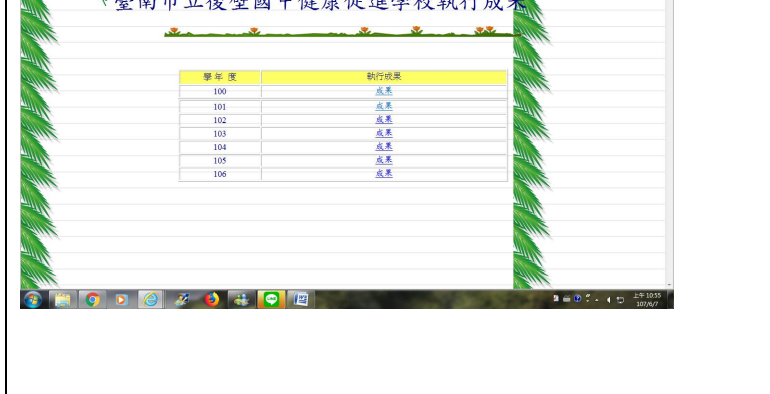 臺南市立後壁國中健康促進學校執行成果
學年度 執行成果
100 成果
101 成果
102 成果
103 成果
104 成果
105 成果
106 成果
LINE
上午 10:55
107/6/7